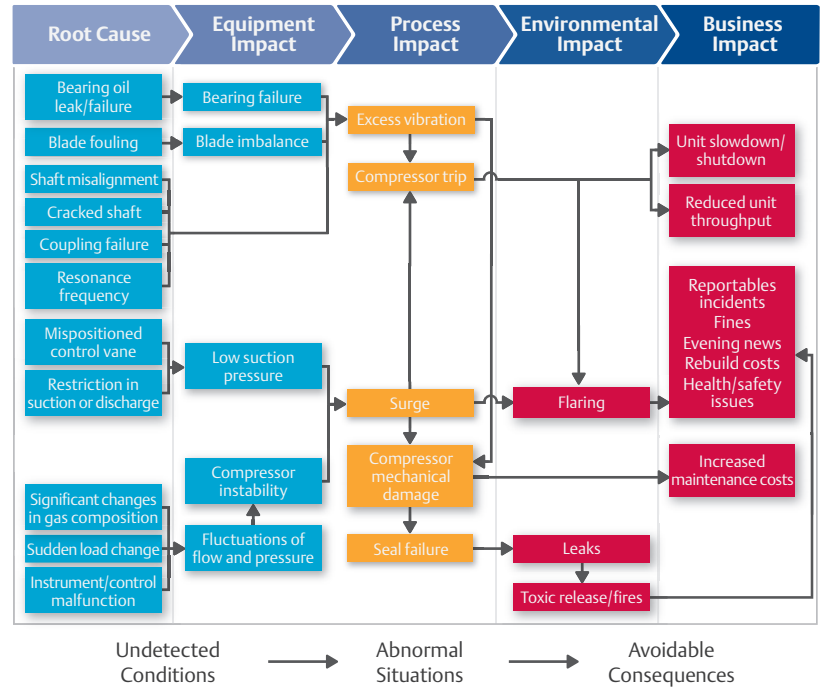 Root Cause
Equipment
Impact
Process
Impact
Environmental
Impact
Business
Impact
Bearing oil
leak/failure
Blade fouling
Shaft misalignment
Cracked shaft
Coupling failure
Resonance
frequency
Mispositioned
control vane
Restriction in
suction or discharge
Significant changes
in gas composition
Sudden load change
Instrument/control
malfunction
Bearing failure
Blade imbalance
Low suction
pressure
Compressor
instability
Fluctuations of
flow and pressure
Excess vibration
Compressor trip
Surge
Compressor
mechanical
damage
Seal failure
Flaring
Leaks
Toxic release/fires
Unit slowdown/
shutdown
Reduced unit
throughput
Reportables
incidents
Fines
Evening news
Rebuild costs
Health/safety
issues
Increased
maintenance costs
Undetected
Conditions
Abnormal
Situations
Avoidable
Consequences